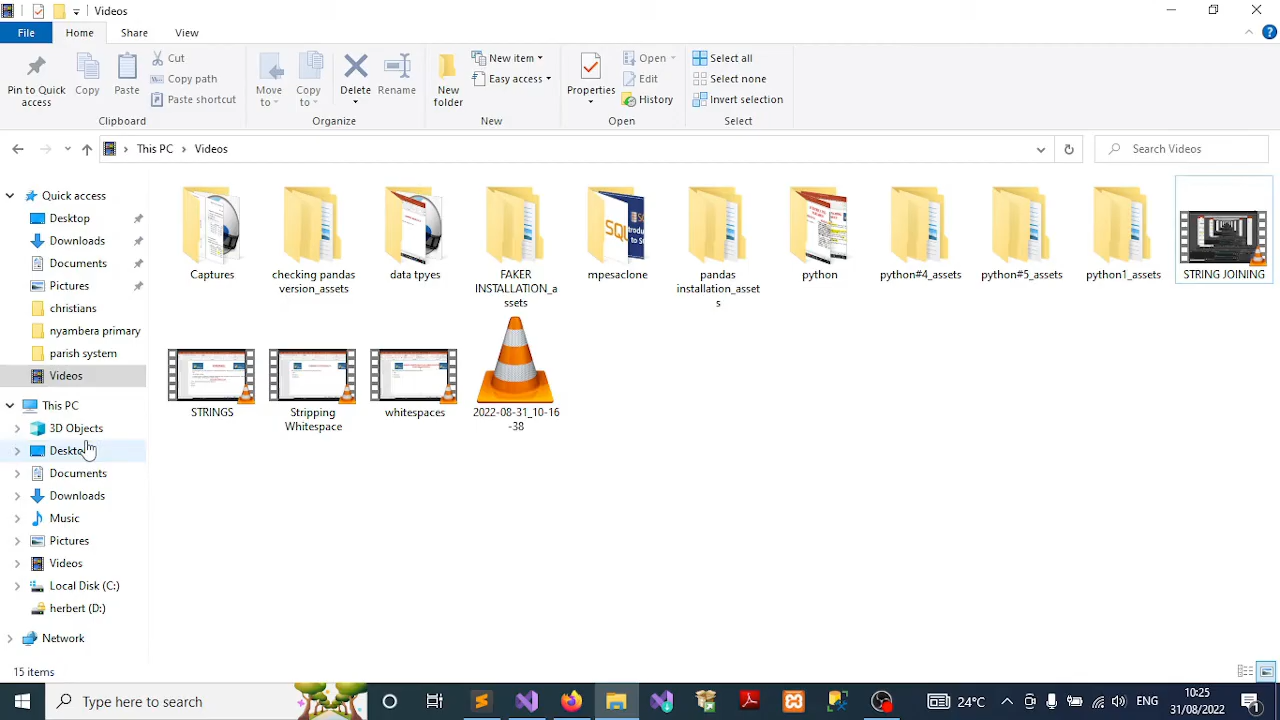 Videos
File Home Share View
Pin to Quick access
Copy
Paste
Cut
Copy path
Paste shortcut
Clipboard
Move to
Copy to
Delete
Rename
Organize
New folder
New item
Easy access
New
Properties
Open
Edit
History
Open
Select all
Select none
Invert selection
Select
This PC > Videos
Search Videos
Quick access
Desktop
Downloads
Documents
Pictures
christians
nyambera primary
parish system
Videos
This PC
3D Objects
Desktop
Documents
Downloads
Music
Pictures
Videos
Local Disk (C:)
herbert (D:)
Network
Captures
checking pandas
version_assets
data tpyes
FAKER
INSTALLATION_a
ssets
mpesaclone
pandas
installation_asset
s
python
python#4_assets
python#5_assets
python1_assets
STRING JOINING
STRINGS
Stripping
Whitespace
whitespaces
2022-08-31_10-16
-38
15 items
Type here to search
24°C
ENG
10:25
31/08/2022